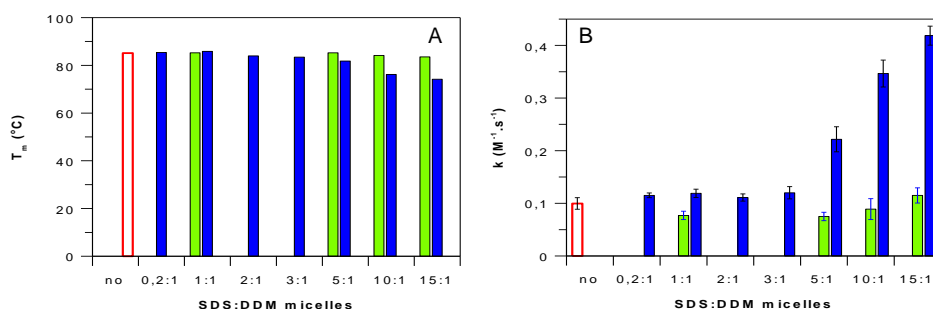 A
100
80
60
40
20
0
Tm (°C)
no 0,2:1 1:1 2:1 3:1 5:1 10:1 15:1
SDS:DDM micelles
B
0,4
0,3
0,2
0,1
0
k (M-1.s-1)
no 0,2:1 1:1 2:1 3:1 5:1 10:1 15:1
SDS:DDM micelles